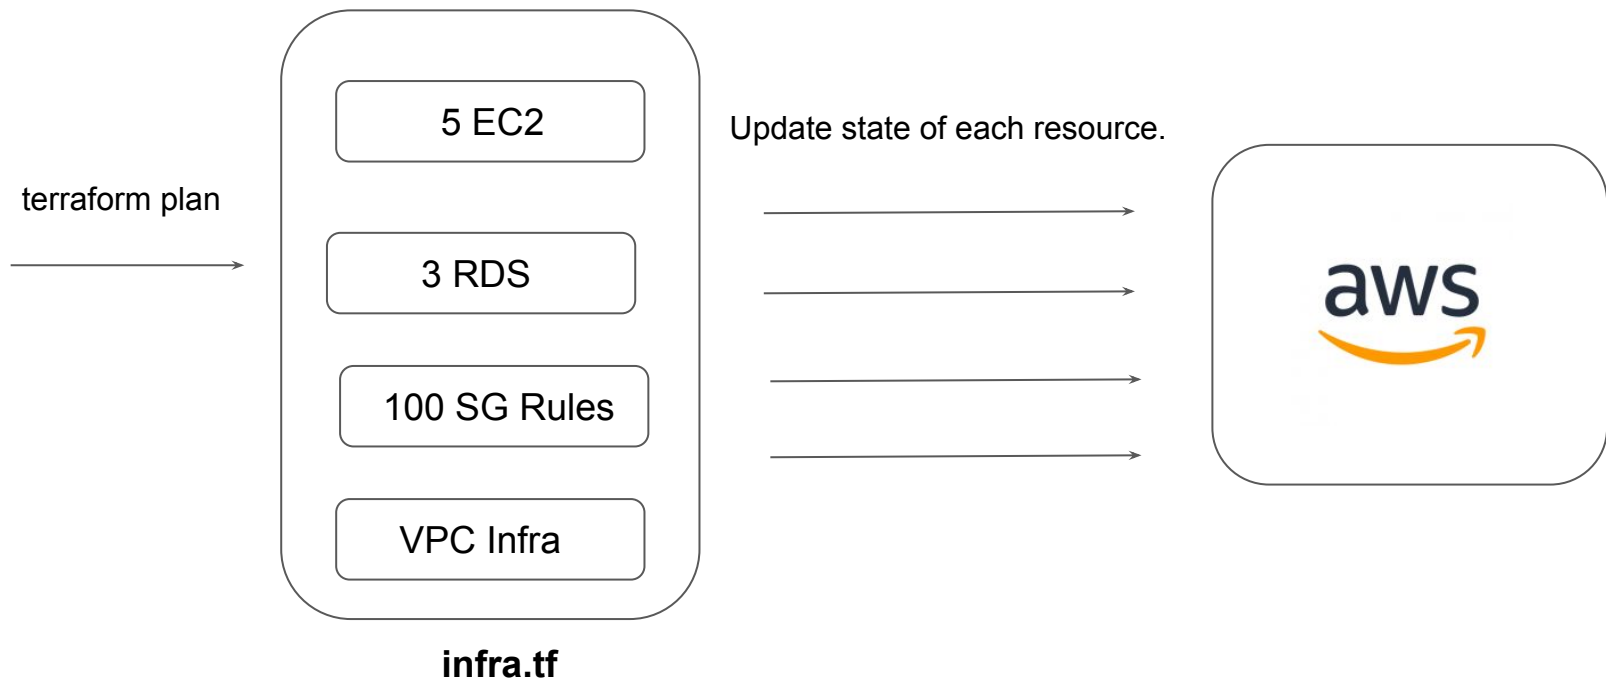 terraform plan
5 EC2
3 RDS
100 SG Rules
VPC Infra
infra.tf
Update state of each resource.
aws